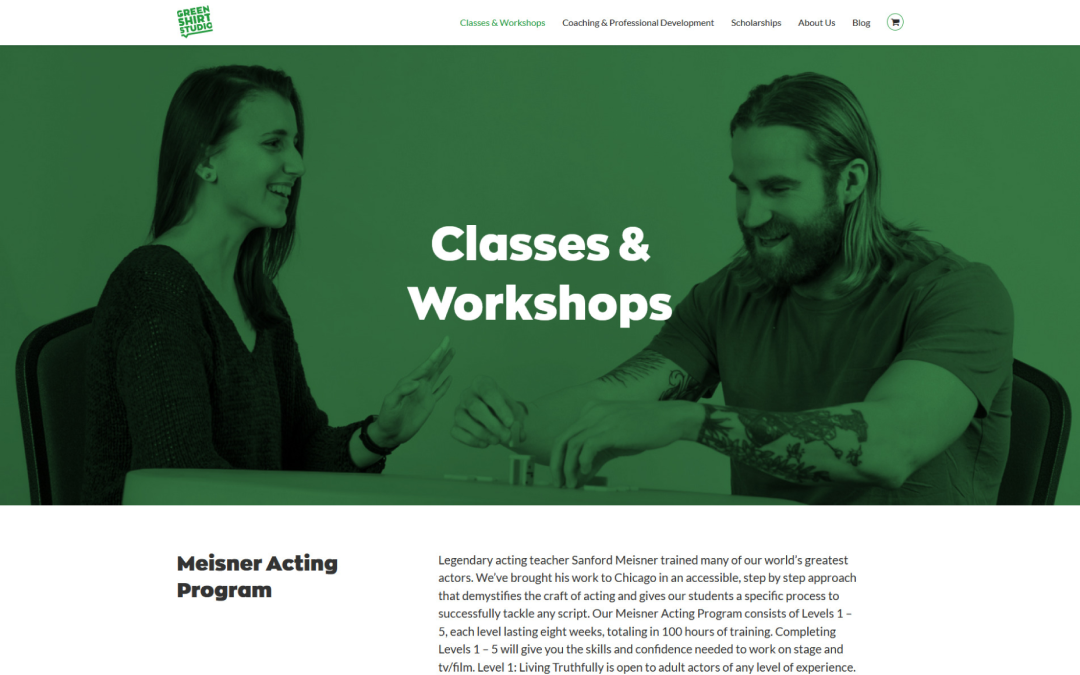 GREEN
SHIRT
STUDIO
Classes & Workshops
Coaching & Professional Development
Scholarships
About Us
Blog
Classes &
Workshops
Meisner Acting
Program
Legendary acting teacher Sanford Meisner trained many of our world's greatest
actors. We've brought his work to Chicago in an accessible, step by step approach
that demystifies the craft of acting and gives our students a specific process to
successfully tackle any script. Our Meisner Acting Program consists of Levels 1 –
5, each level lasting eight weeks, totaling in 100 hours of training. Completing
Levels 1 – 5 will give you the skills and confidence needed to work on stage and
tv/film. Level 1: Living Truthfully is open to adult actors of any level of experience.